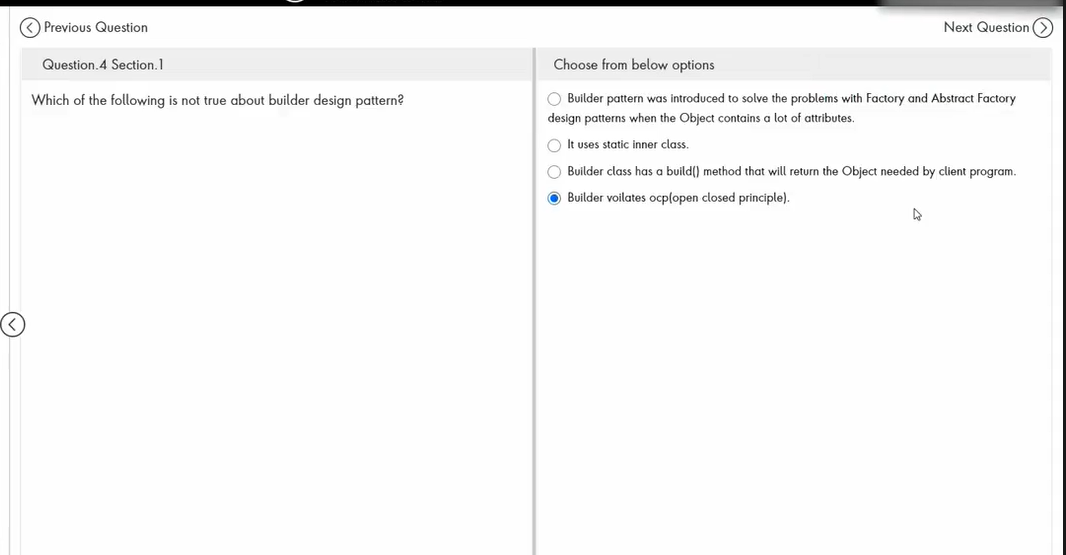 Previous Question
Next Question
Question.4 Section.1
Choose from below options
Which of the following is not true about builder design pattern?
Builder pattern was introduced to solve the problems with Factory and Abstract Factory
design patterns when the Object contains a lot of attributes.
It uses static inner class.
Builder class has a build() method that will return the Object needed by client program.
Builder voilates ocp(open closed principle).